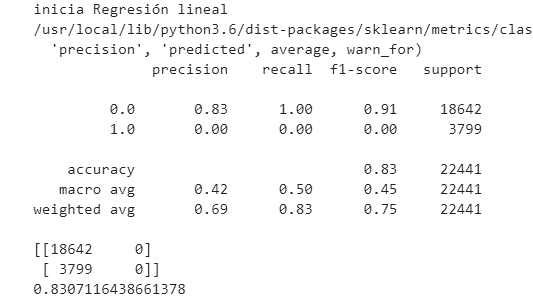 inicia Regresión lineal
/usr/local/lib/python3.6/dist-packages/sklearn/metrics/clas
'precision', 'predicted', average, warn_for)
precision recall f1-score support
0.0 0.83 1.00 0.91 18642
1.0 0.00 0.00 0.00 3799
accuracy 0.83 22441
macro avg 0.42 0.50 0.45 22441
weighted avg 0.69 0.83 0.75 22441
[[18642 0]
[ 3799 0]]
0.8307116438661378